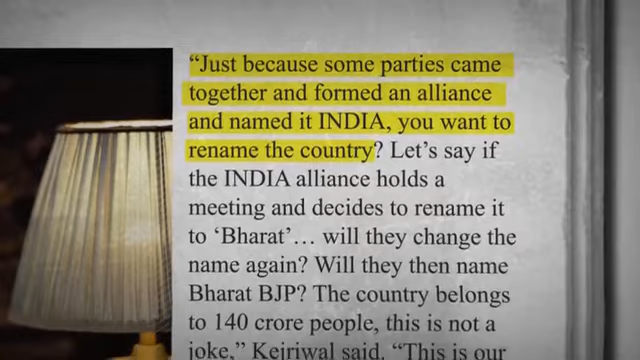 “Just because some parties came
together and formed an alliance
and named it INDIA, you want to
rename the country? Let’s say if
the INDIA alliance holds a
meeting and decides to rename it
to ‘Bharat’… will they change the
name again? Will they then name
Bharat BJP? The country belongs
to 140 crore people, this is not a
joke,” Kejriwal said. “This is our